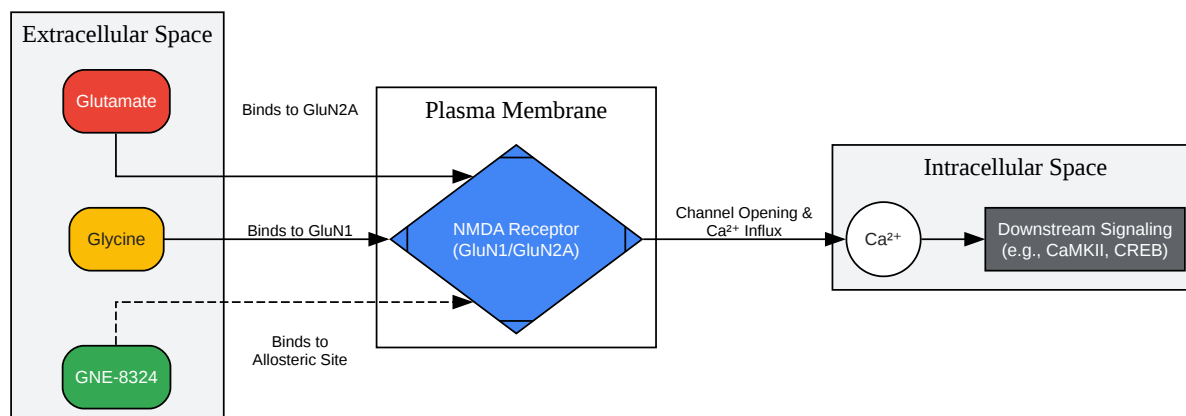 Extracellular Space
Glutamate
Binds to GluN2A
Plasma Membrane
Intracellular Space
Glycine
Binds to GluN1
NMDA Receptor
(GluN1/GluN2A)
Channel Opening &
Ca²⁺ Influx
Ca²⁺
Downstream Signaling
(e.g., CaMKII, CREB)
Binds to
Allosteric Site
GNE-8324